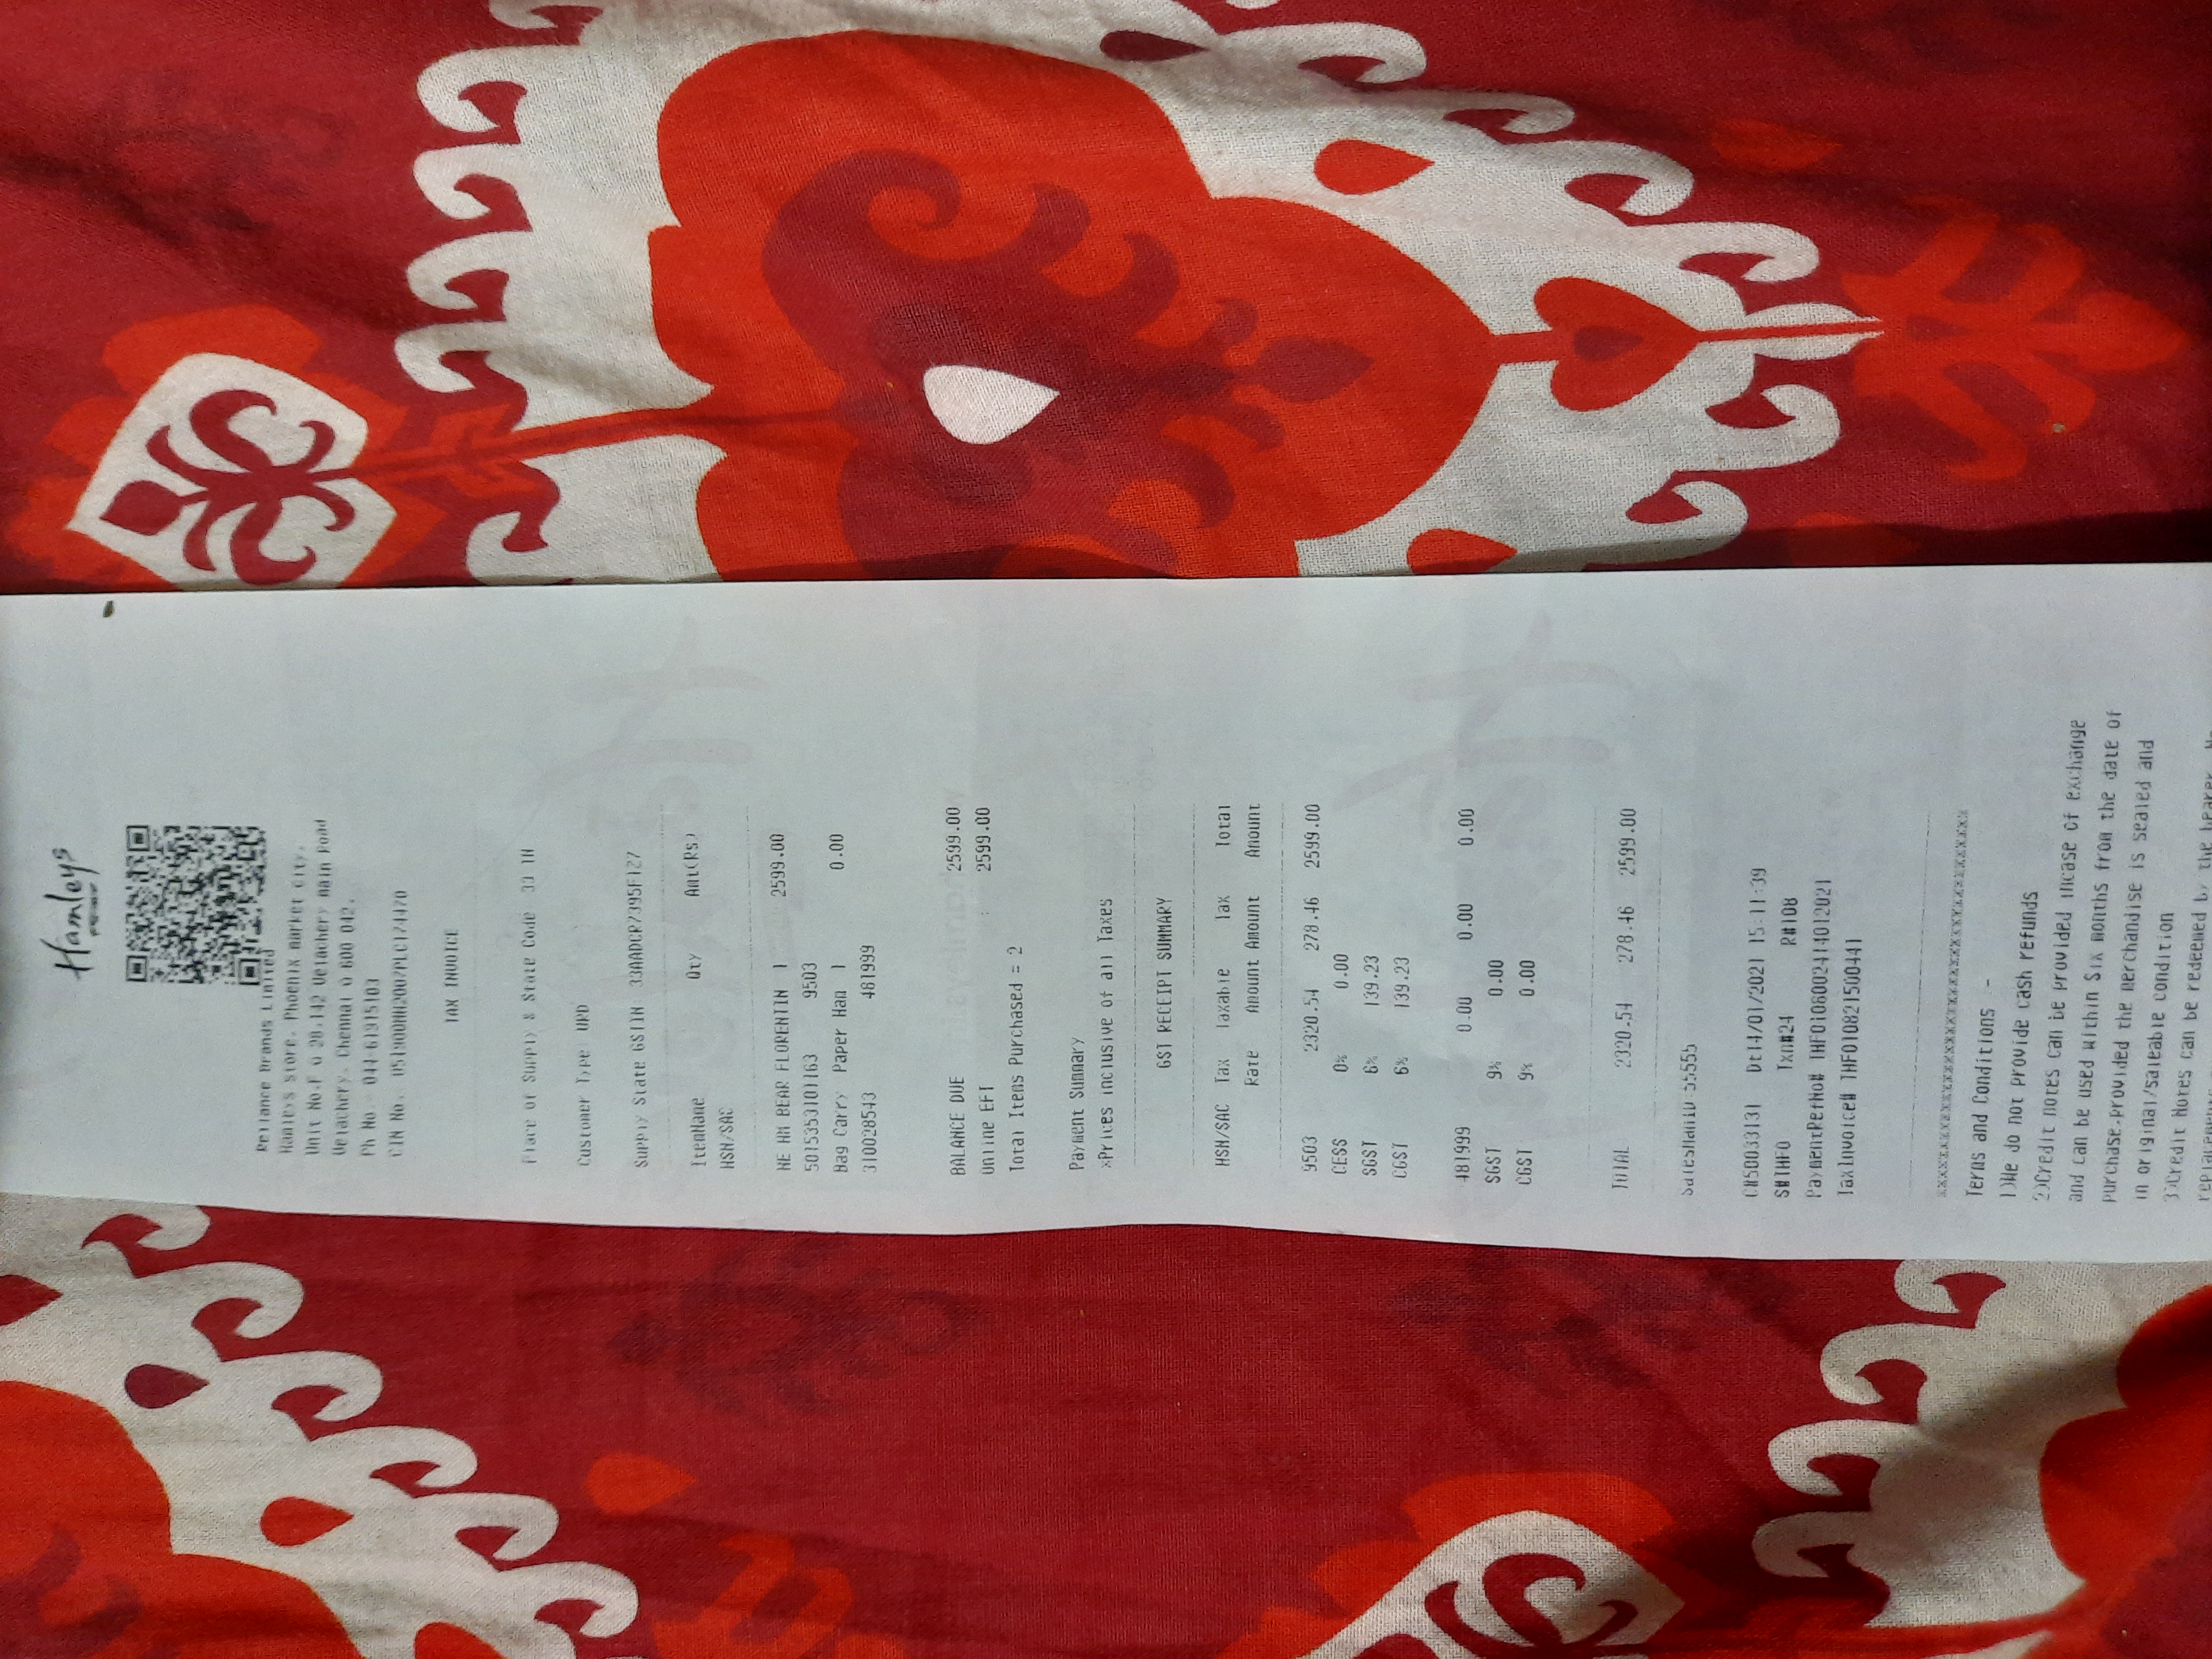 Hamleys
Reliance Brands Limited
Hamleys store. Phoenix market city.
Unit No.F o 20.142 Velachery main Road
Velachery. Chennai o 600 042.
Ph No - 044-61915103
CIN No. U51900MH2007PLC174470
TAX INVOICE
Place of Supply & State Code 33 TN
Customer Type URD
Supply State GSTIN 33AADCR7395F1Z7
ItemName Qty Amt(Rs)
HSN/SAC
NE HM BEAR FLORENTIN 1 2599.00
5015353101163 9503
Bag Carry Paper Ham 1 0.00
310028543 481999
BALANCE DUE 2599.00
Online EFT : 2599.00
Total Items Purchased = 2
Payment Summary
*Prices inclusive of all Taxes
GST RECEIPT SUMMARY
HSN/SAC Tax Taxable Tax Total
Rate Amount Amount Amount
9503 2320.54 278.46 2599.00
CESS 0% 0.00
SGST 6% 139.23
CGST 6% 139.23
481999 0.00 0.00 0.00
SGST 9% 0.00
CGST 9% 0.00
TOTAL 2320.54 278.46 2599.00
SalesManID 55555
C#50033131 Dt14/01/2021 15:11:39
S#THF0 Txn#24 R#108
PaymentRefNo# THF0108002414012021
TaxInvoice# THF010821500441
Terms and Conditions -
1)We do not provide cash refunds
2)Credit notes can be provided incase of exchange
and can be used within Six months from the date of
purchase.provided the merchandise is sealed and
in original/saleable condition
3)Credit Notes can be redeemed by the bearer. No